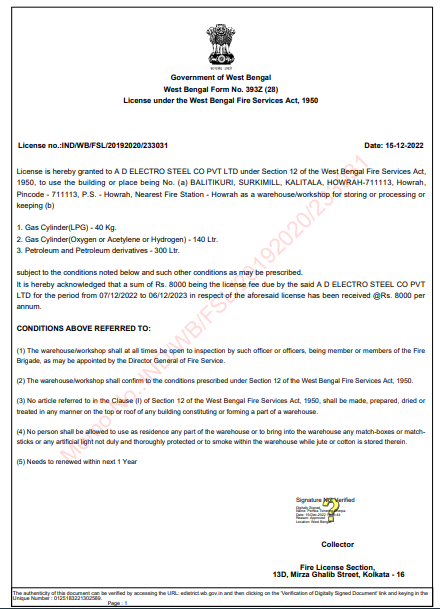 Government of West Bengal
West Bengal Form No. 393Z (28)
License under the West Bengal Fire Services Act, 1950
License no.:IND/WB/FSL/20192020/233031 Date: 15-12-2022
License is hereby granted to A D ELECTRO STEEL CO PVT LTD under Section 12 of the West Bengal Fire Services Act,
1950, to use the building or place being No. (a) BALITIKURI, SURKIMILL, KALITALA, HOWRAH-711113, Howrah,
Pincode - 711113, P.S. - Howrah, Nearest Fire Station - Howrah as a warehouse/workshop for storing or processing or
keeping (b)
1. Gas Cylinder(LPG) - 40 Kg.
2. Gas Cylinder(Oxygen or Acetylene or Hydrogen) - 140 Ltr.
3. Petroleum and Petroleum derivatives - 300 Ltr.
subject to the conditions noted below and such other conditions as may be prescribed.
It is hereby acknowledged that a sum of Rs. 8000 being the license fee due by the said A D ELECTRO STEEL CO PVT
LTD for the period from 07/12/2022 to 06/12/2023 in respect of the aforesaid license has been received @Rs. 8000 per
annum.
CONDITIONS ABOVE REFERRED TO:
(1) The warehouse/workshop shall at all times be open to inspection by such officer or officers, being member or members of the Fire
Brigade, as may be appointed by the Director General of Fire Service.
(2) The warehouse/workshop shall confirm to the conditions prescribed under Section 12 of the West Bengal Fire Services Act, 1950.
(3) No article referred to in the Clause (I) of Section 12 of the West Bengal Fire Services Act, 1950, shall be made, prepared, dried or
treated in any manner on the top or roof of any building constituting or forming a part of a warehouse.
(4) No person shall be allowed to use as residence any part of the warehouse or to bring into the warehouse any match-boxes or match-
sticks or any artificial light not duly and thoroughly protected or to smoke within the warehouse while jute or cotton is stored therein.
(5) Needs to renewed within next 1 Year
Signature Not Verified
Digitally Signed
Reason: Approved
Location: West Bengal
Collector
Fire License Section,
13D, Mirza Ghalib Street, Kolkata - 16
The authenticity of this document can be verified by accessing the URL: edistrict.wb.gov.in and then clicking on the 'Verification of Digitally Signed Document' link and keying in the
Unique Number : 0125183221302589.
Page : 1
Memo No. IND/WB/FSL/20192020/233031